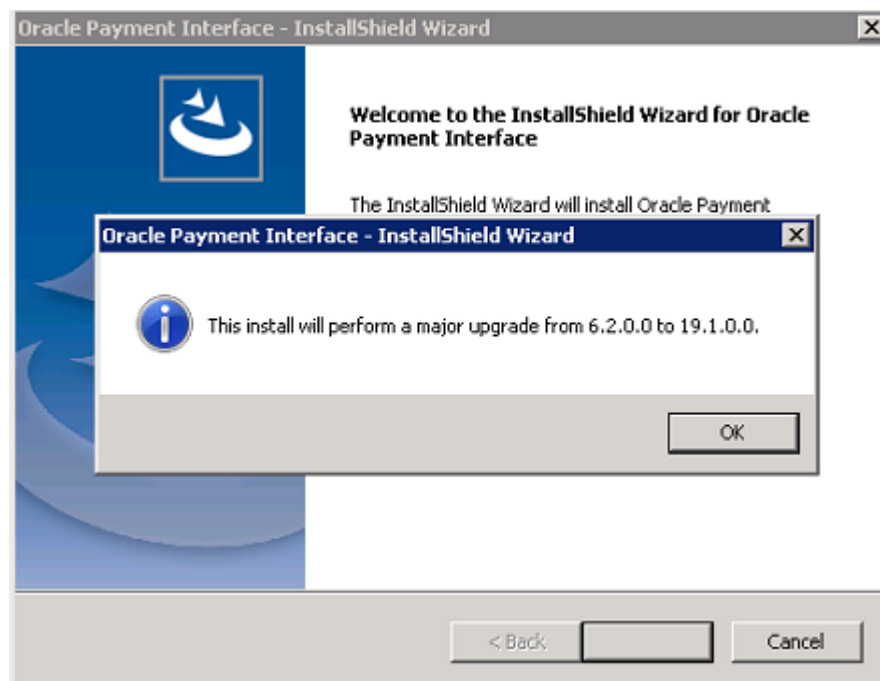 Oracle Payment Interface - InstallShield Wizard
Welcome to the InstallShield Wizard for Oracle
Payment Interface
The InstallShield Wizard will install Oracle Payment
Oracle Payment Interface - InstallShield Wizard
This install will perform a major upgrade from 6.2.0.0 to 19.1.0.0.
OK
< Back
Cancel